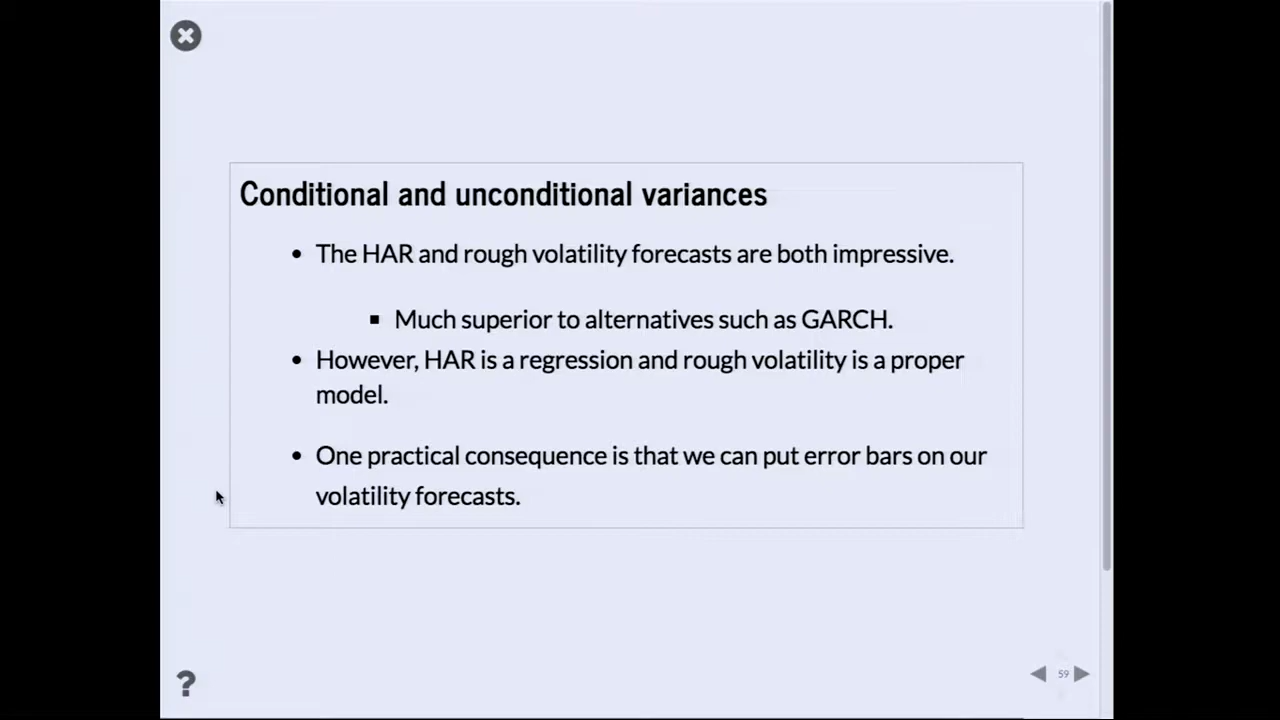 Conditional and unconditional variances
• The HAR and rough volatility forecasts are both impressive.
▪ Much superior to alternatives such as GARCH.
• However, HAR is a regression and rough volatility is a proper
model.
• One practical consequence is that we can put error bars on our
volatility forecasts.
?
59